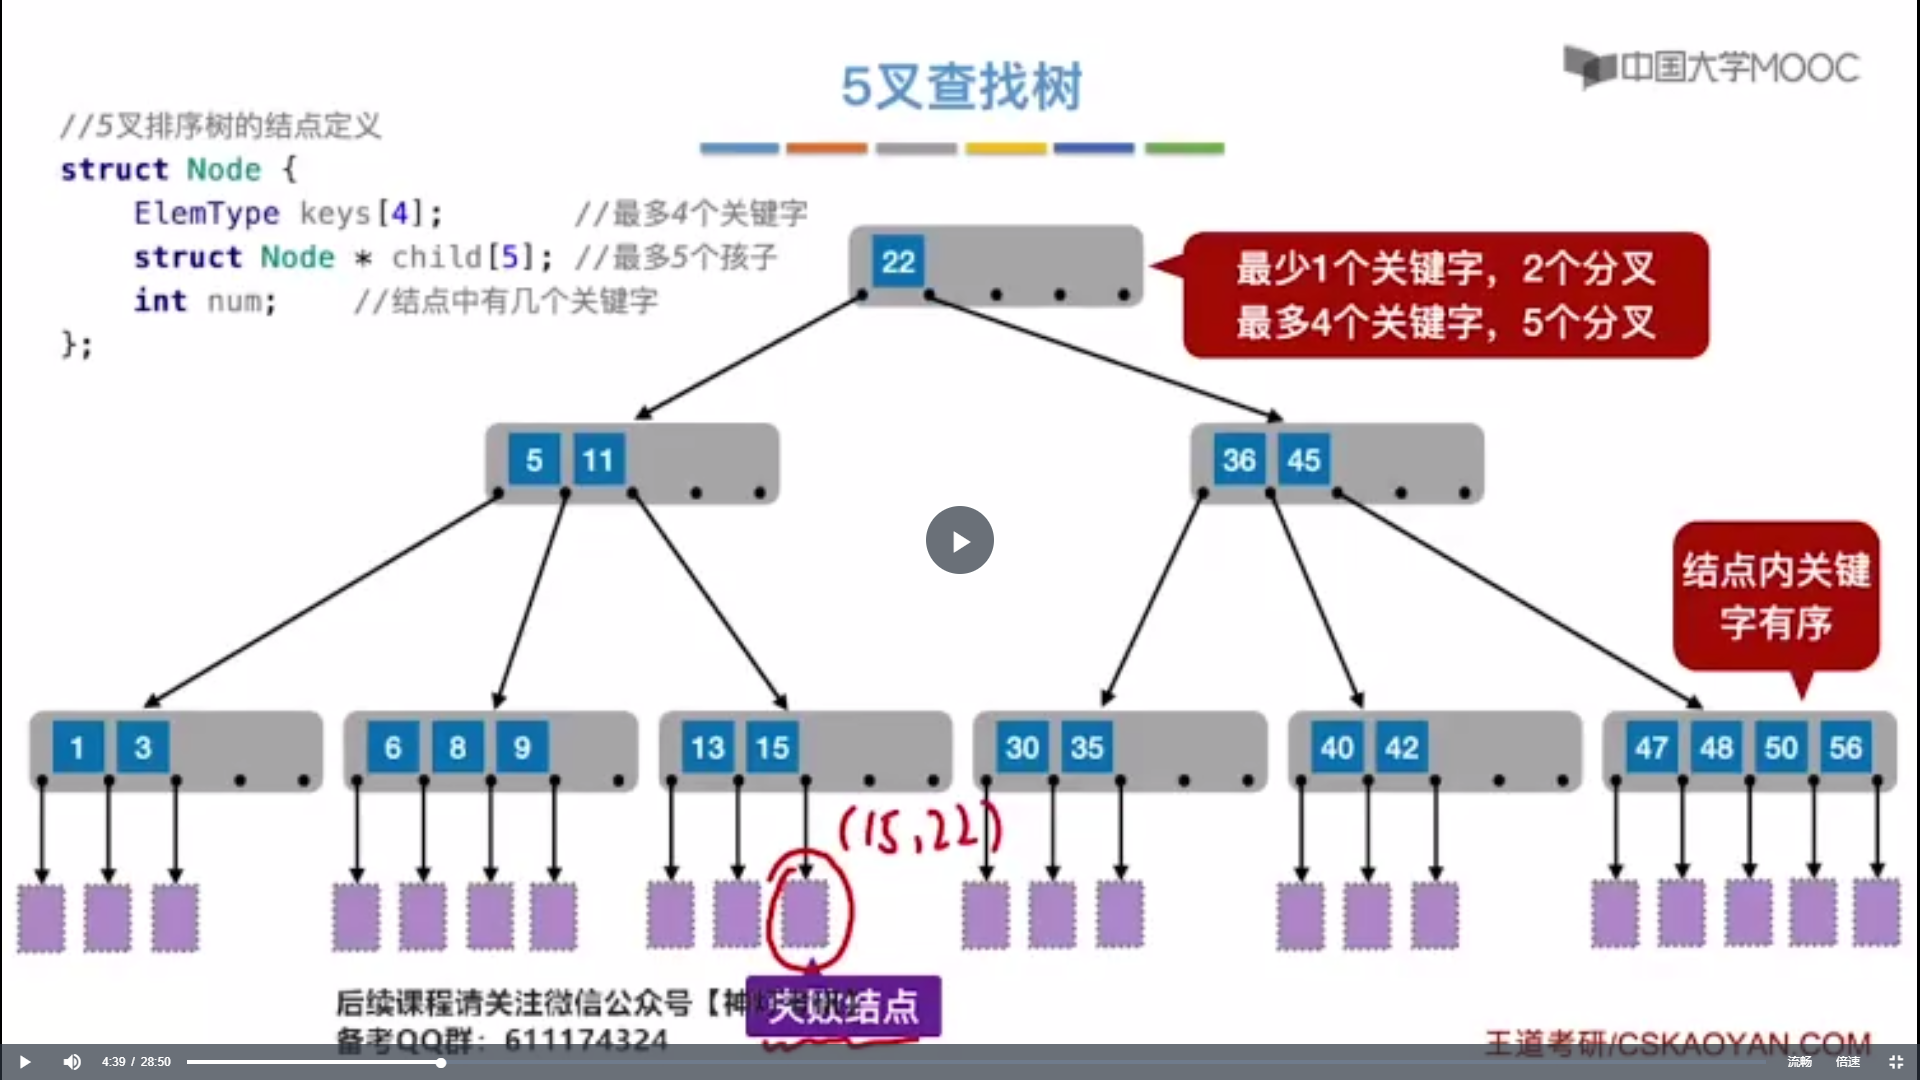 5叉查找树
中国大学MOOC
//5叉排序树的结点定义
struct Node {
ElemType keys[4]; //最多4个关键字
struct Node * child[5]; //最多5个孩子
int num; //结点中有几个关键字
};
22
最少1个关键字，2个分叉
最多4个关键字，5个分叉
5 11
36 45
结点内关键
字有序
1 3
6 8 9
13 15
30 35
40 42
47 48 50 56
(15,22)
失败结点
后续课程请关注微信公众号【神
备考QQ群：611174324
王道考研/CSKAOYAN.COM
4:39 / 28:50
流畅
倍速